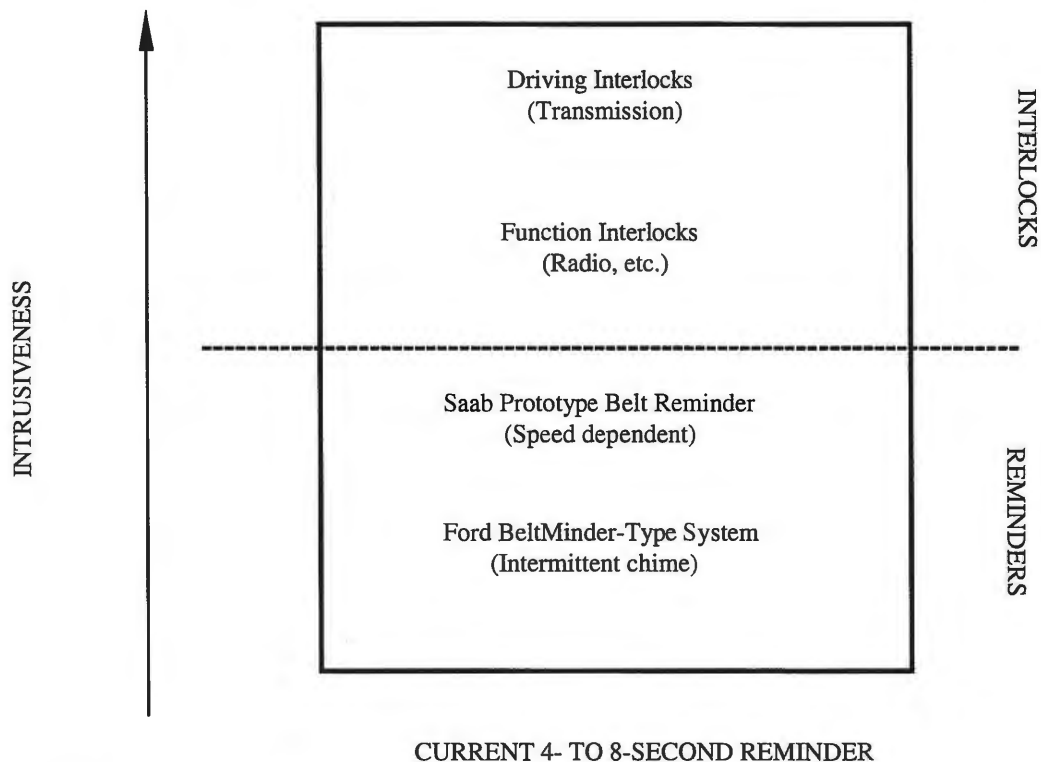 Driving Interlocks
(Transmission)
INTERLOCKS
Function Interlocks
(Radio, etc.)
INTRUSIVENESS
Saab Prototype Belt Reminder
(Speed dependent)
REMINDERS
Ford BeltMinder-Type System
(Intermittent chime)
CURRENT 4- TO 8-SECOND REMINDER